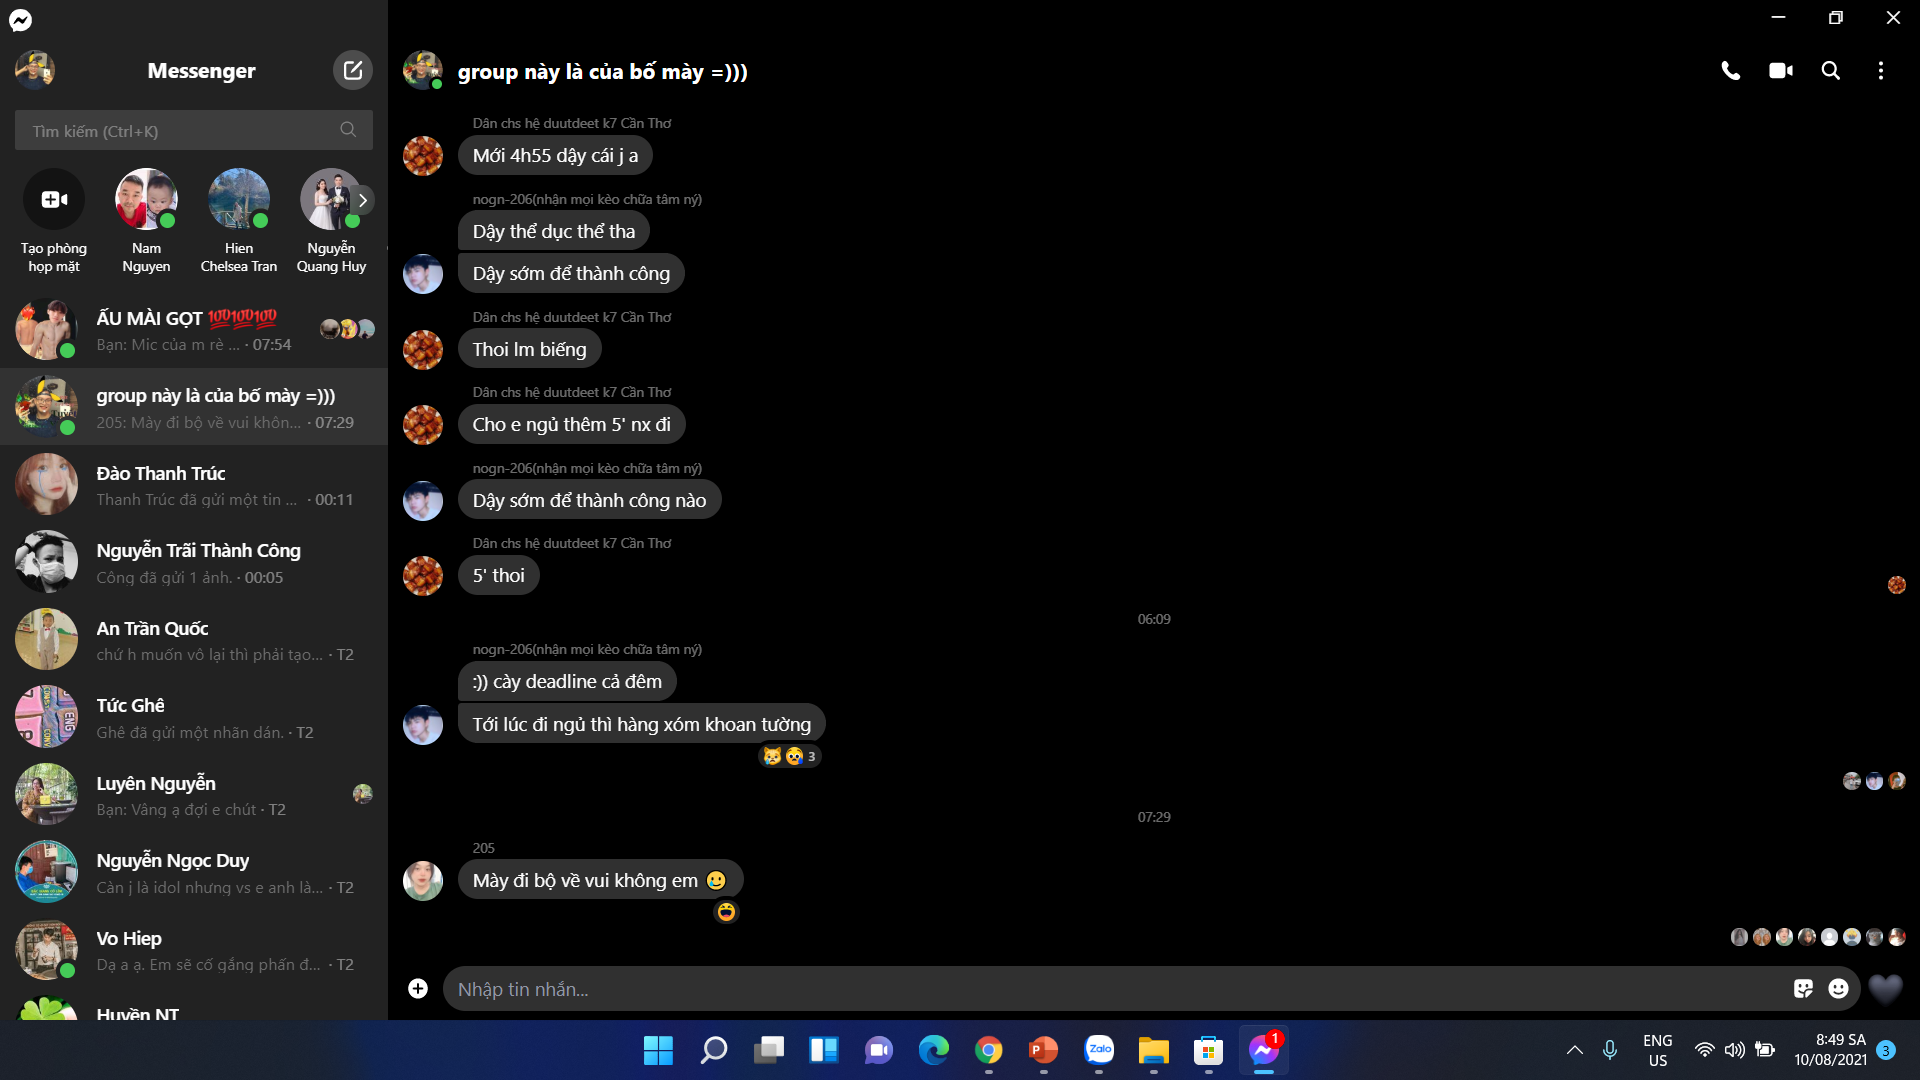 Messenger
Tìm kiếm (Ctrl+K)
Tạo phòng
họp mặt
Nam
Nguyen
Hien
Chelsea Tran
Nguyễn
Quang Huy
ẤU MÀI GỌT 💯💯💯
Bạn: Mic của m rè ... · 07:54
group này là của bố mày =)))
205: Mày đi bộ về vui khôn... · 07:29
Đào Thanh Trúc
Thanh Trúc đã gửi một tin ... · 00:11
Nguyễn Trãi Thành Công
Công đã gửi 1 ảnh. · 00:05
An Trần Quốc
chứ h muốn vô lại thì phải tạo... · T2
Tức Ghê
Ghê đã gửi một nhãn dán. · T2
Luyên Nguyễn
Bạn: Vâng ạ đợi e chút · T2
Nguyễn Ngọc Duy
Càn j là idol nhưng vs e anh là... · T2
Vo Hiep
Dạ a ạ. Em sẽ cố gắng phấn đ... · T2
Huyền NT
group này là của bố mày =)))
Dân chs hệ duutdeet k7 Cần Thơ
Mới 4h55 dậy cái j a
nogn-206(nhận mọi kèo chữa tâm ný)
Dậy thể dục thể tha
Dậy sớm để thành công
Dân chs hệ duutdeet k7 Cần Thơ
Thoi lm biếng
Dân chs hệ duutdeet k7 Cần Thơ
Cho e ngủ thêm 5' nx đi
nogn-206(nhận mọi kèo chữa tâm ný)
Dậy sớm để thành công nào
Dân chs hệ duutdeet k7 Cần Thơ
5' thoi
06:09
nogn-206(nhận mọi kèo chữa tâm ný)
:)) cày deadline cả đêm
Tới lúc đi ngủ thì hàng xóm khoan tường
😿😢 3
07:29
205
Mày đi bộ về vui không em 🥲
😆
Nhập tin nhắn...
P
Zalo
1
ENG
US
8:49 SA
10/08/2021
3